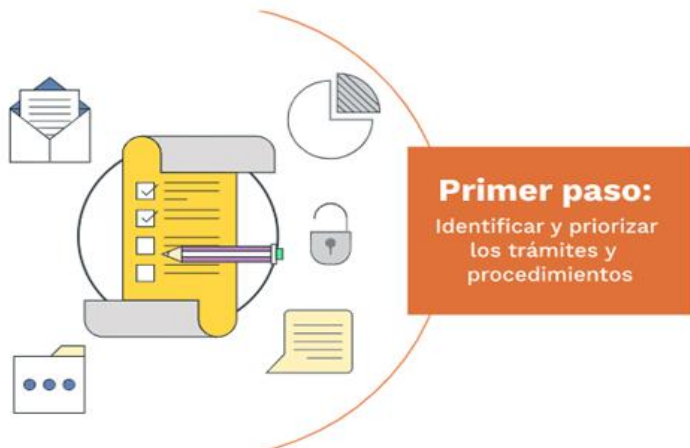 Primer paso:
Identificar y priorizar
los trámites y
procedimientos